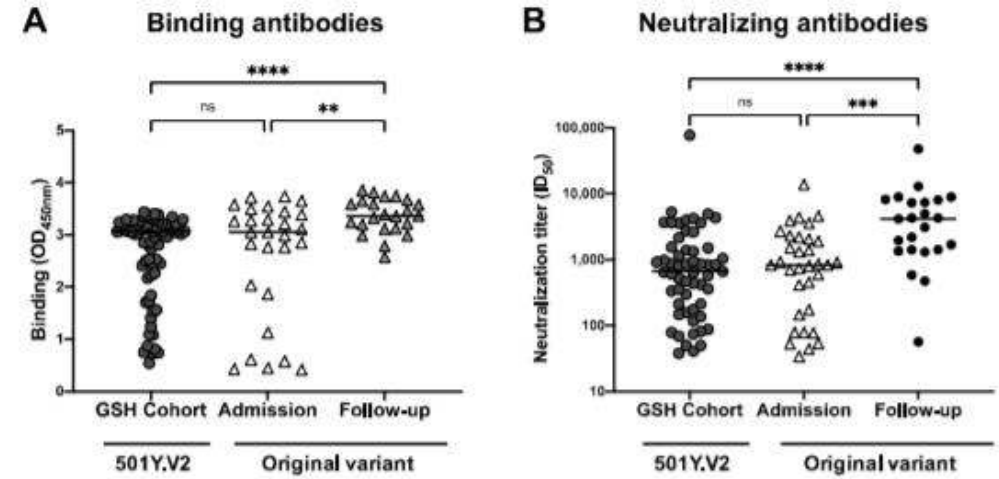 A Binding antibodies
****
ns
**
5
4
3
2
1
0
Binding (OD450nm)
GSH Cohort Admission Follow-up
501Y.V2 Original variant
B Neutralizing antibodies
****
ns
***
100,000
10,000
1,000
100
10
Neutralization titer (ID50)
GSH Cohort Admission Follow-up
501Y.V2 Original variant